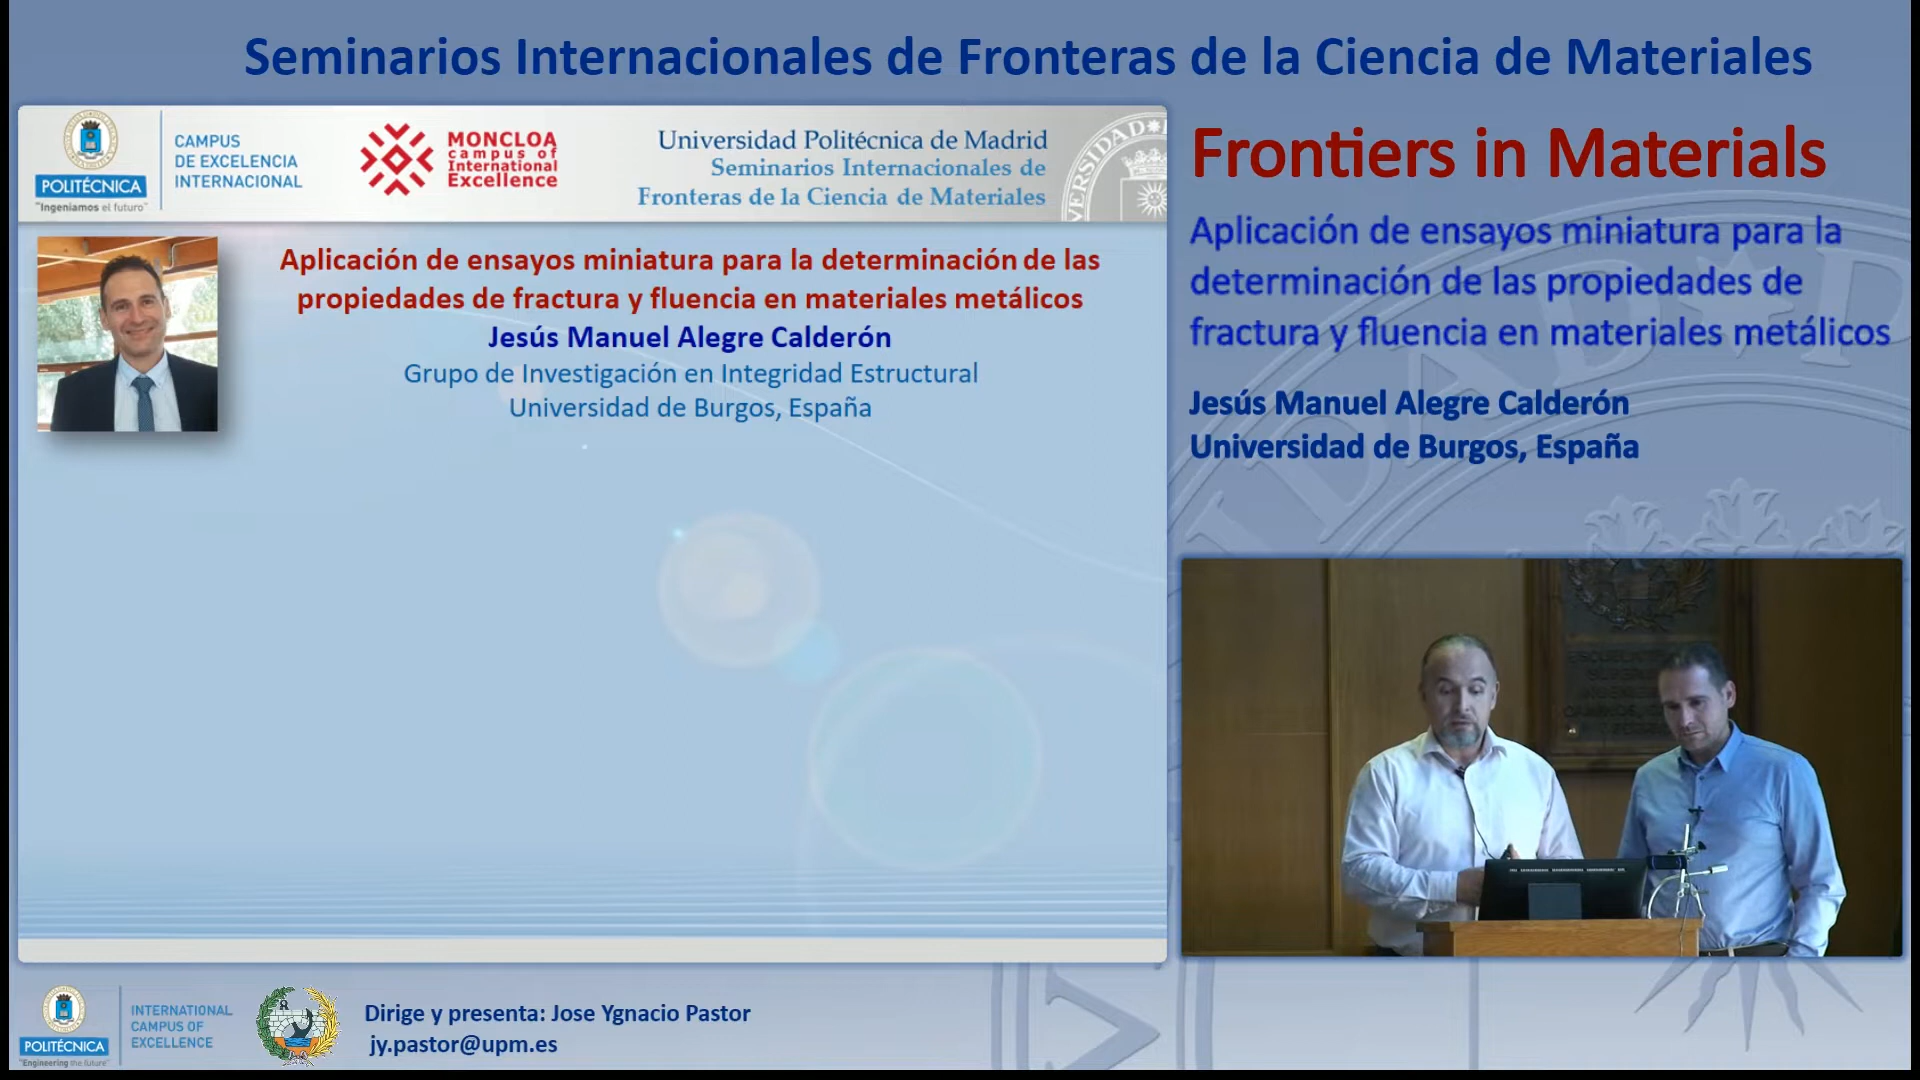 Seminarios Internacionales de Fronteras de la Ciencia de Materiales
POLITÉCNICA
"Ingeniamos el futuro"
CAMPUS
DE EXCELENCIA
INTERNACIONAL
MONCLOA
campus of
International
Excellence
Universidad Politécnica de Madrid
Seminarios Internacionales de
Fronteras de la Ciencia de Materiales
Aplicación de ensayos miniatura para la determinación de las
propiedades de fractura y fluencia en materiales metálicos
Jesús Manuel Alegre Calderón
Grupo de Investigación en Integridad Estructural
Universidad de Burgos, España
Frontiers in Materials
Aplicación de ensayos miniatura para la
determinación de las propiedades de
fractura y fluencia en materiales metálicos
Jesús Manuel Alegre Calderón
Universidad de Burgos, España
POLITÉCNICA
"Engineering the future"
INTERNATIONAL
CAMPUS OF
EXCELLENCE
Dirige y presenta: Jose Ygnacio Pastor
jy.pastor@upm.es